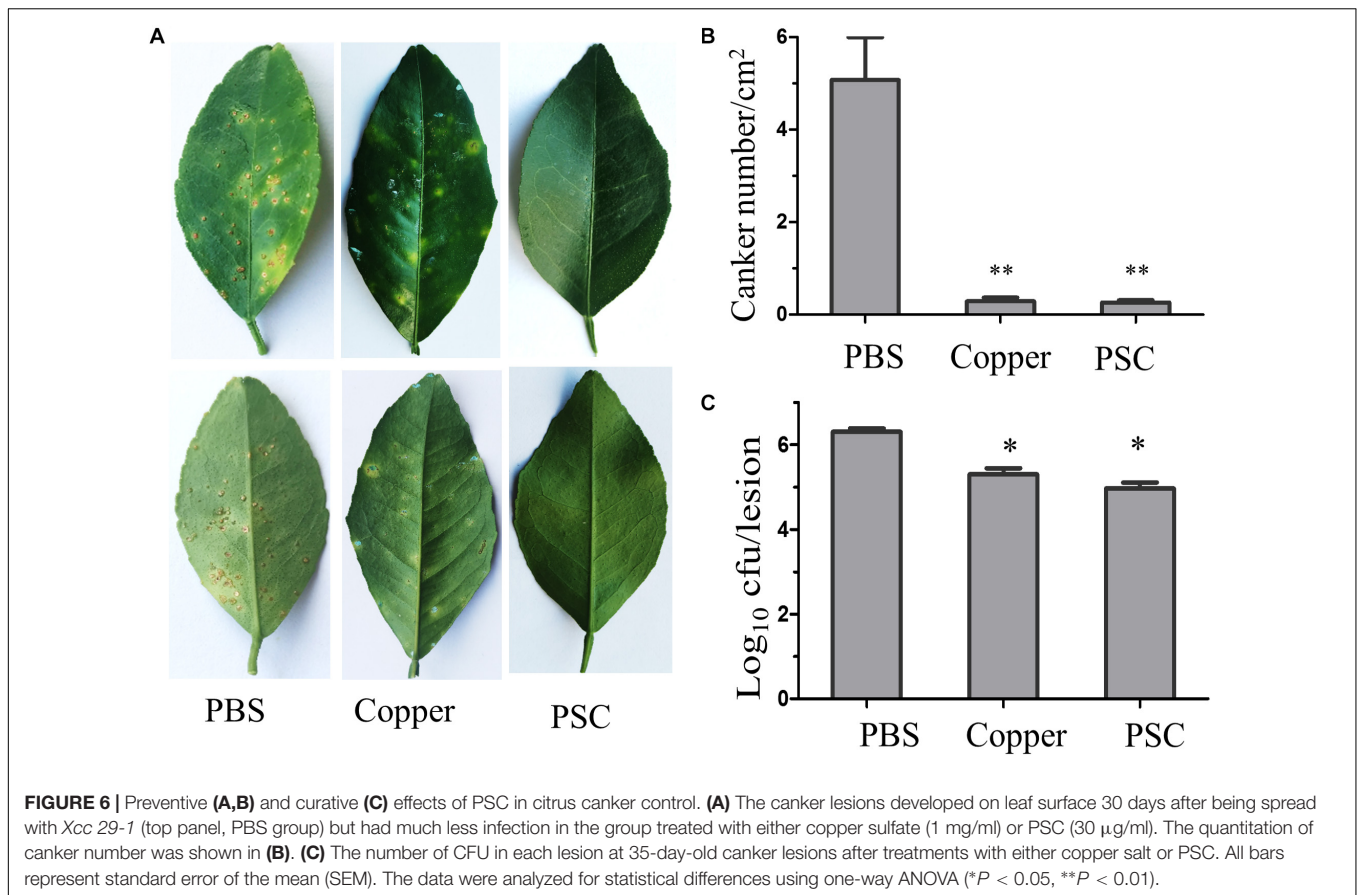 A
PBS
Copper
PSC
B
Canker number/cm²
6
4
2
0
**
**
PBS
Copper
PSC
C
Log₁₀ cfu/lesion
6
4
2
0
*
*
PBS
Copper
PSC
FIGURE 6 | Preventive (A,B) and curative (C) effects of PSC in citrus canker control. (A) The canker lesions developed on leaf surface 30 days after being spread
with Xcc 29-1 (top panel, PBS group) but had much less infection in the group treated with either copper sulfate (1 mg/ml) or PSC (30 μg/ml). The quantitation of
canker number was shown in (B). (C) The number of CFU in each lesion at 35-day-old canker lesions after treatments with either copper salt or PSC. All bars
represent standard error of the mean (SEM). The data were analyzed for statistical differences using one-way ANOVA (*P < 0.05, **P < 0.01).